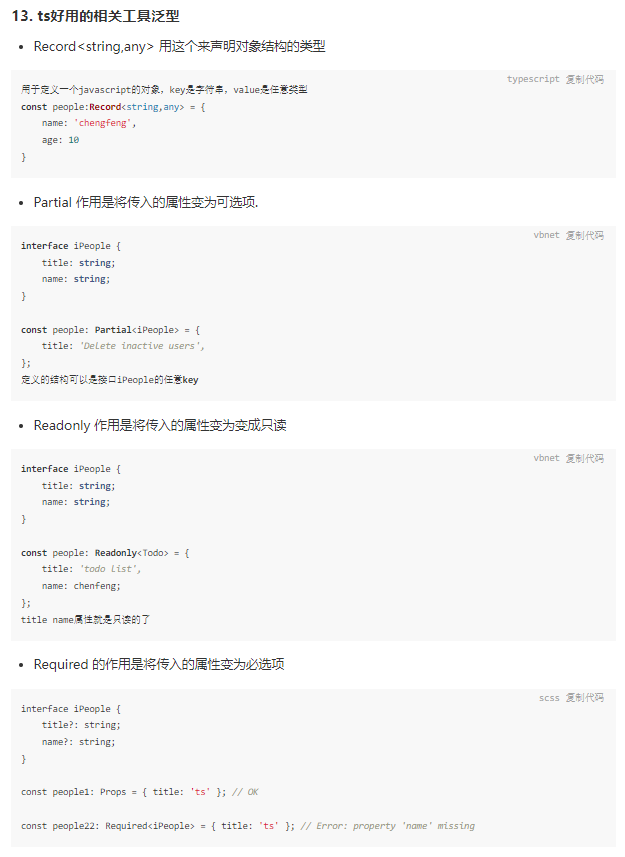 13. ts好用的相关工具泛型
• Record<string,any> 用这个来声明对象结构的类型
typescript 复制代码
用于定义一个javascript的对象，key是字符串，value是任意类型
const people:Record<string,any> = {
    name: 'chengfeng',
    age: 10
}
• Partial 作用是将传入的属性变为可选项.
vbnet 复制代码
interface iPeople {
    title: string;
    name: string;
}
const people: Partial<iPeople> = {
    title: 'Delete inactive users',
};
定义的结构可以是接口iPeople的任意key
• Readonly 作用是将传入的属性变为变成只读
vbnet 复制代码
interface iPeople {
    title: string;
    name: string;
}
const people: Readonly<Todo> = {
    title: 'todo list',
    name: chenfeng;
};
title name属性就是只读的了
• Required 的作用是将传入的属性变为必选项
scss 复制代码
interface iPeople {
    title?: string;
    name?: string;
}
const people1: Props = { title: 'ts' }; // OK
const people22: Required<iPeople> = { title: 'ts' }; // Error: property 'name' missing